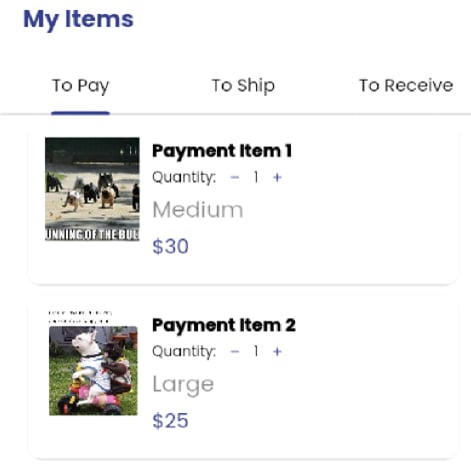 My Items
To Pay To Ship To Receive
Payment Item 1
Quantity: – 1 +
Medium
$30
UNNING OF THE BUL
Payment Item 2
Quantity: – 1 +
Large
$25